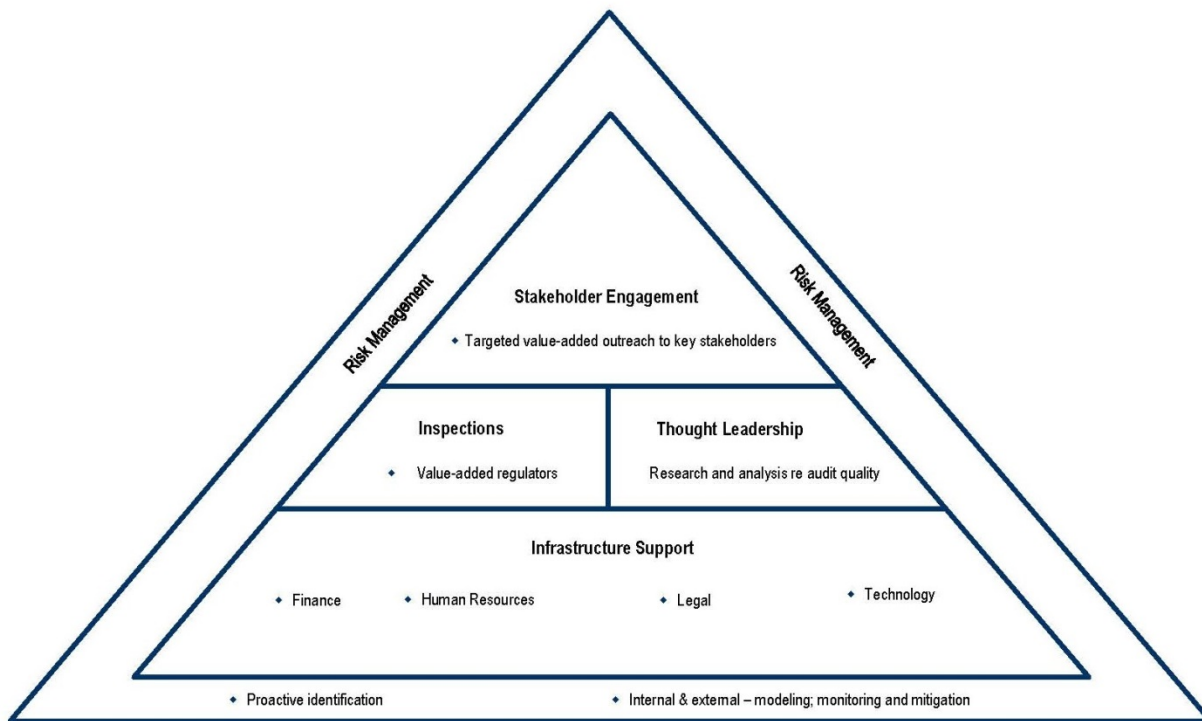 Risk Management
Risk Management
Stakeholder Engagement
Targeted value-added outreach to key stakeholders
Inspections
Value-added regulators
Thought Leadership
Research and analysis re audit quality
Infrastructure Support
Finance
Human Resources
Legal
Technology
Proactive identification
Internal & external – modeling; monitoring and mitigation